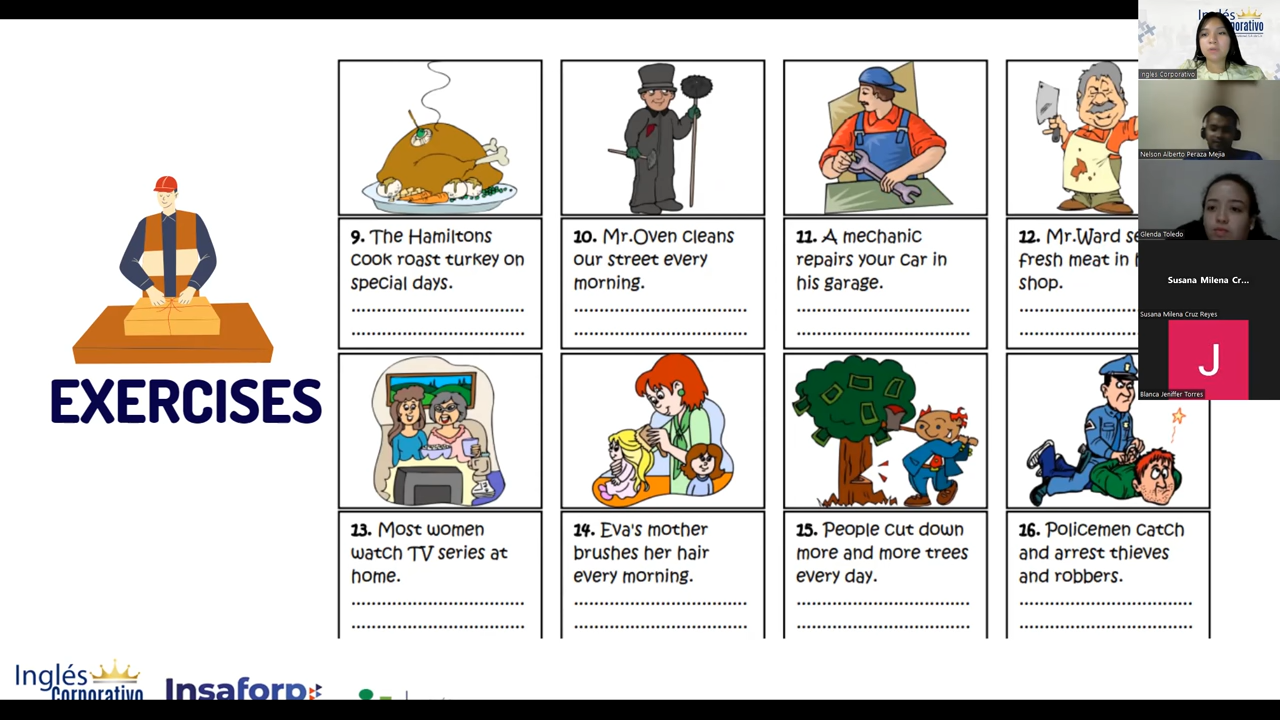 Inglés
Corporativo
Nelson Alberto Peraza Mejia
Glenda Toledo
Susana Milena Cr...
Susana Milena Cruz Reyes
J
Blanca Jeniffer Torres
9. The Hamiltons
cook roast turkey on
special days.
10. Mr.Oven cleans
our street every
morning.
11. A mechanic
repairs your car in
his garage.
12. Mr.Ward
fresh meat in
shop.
EXERCISES
13. Most women
watch TV series at
home.
14. Eva's mother
brushes her hair
every morning.
15. People cut down
more and more trees
every day.
16. Policemen catch
and arrest thieves
and robbers.
Inglés
Corporativo
Insaforp